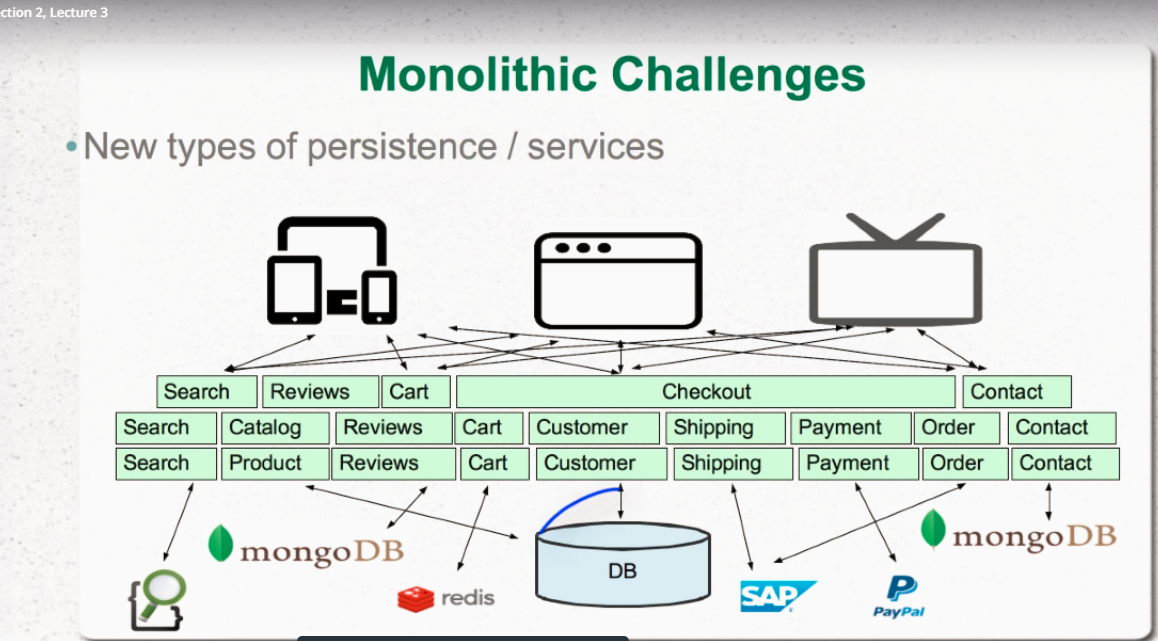 ction 2, Lecture 3
Monolithic Challenges
• New types of persistence / services
Search Reviews Cart Checkout Contact
Search Catalog Reviews Cart Customer Shipping Payment Order Contact
Search Product Reviews Cart Customer Shipping Payment Order Contact
mongoDB
mongoDB
DB
redis
SAP
PayPal